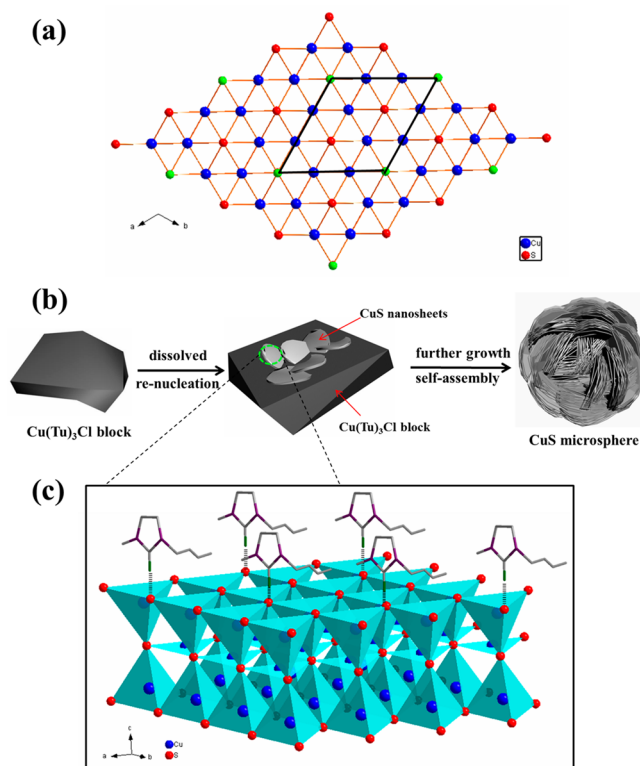 (a)
a b
Cu
S
(b)
CuS nanosheets
dissolved
re-nucleation
further growth
self-assembly
Cu(Tu)₃Cl block
Cu(Tu)₃Cl block
CuS microsphere
(c)
c
a b
Cu
S